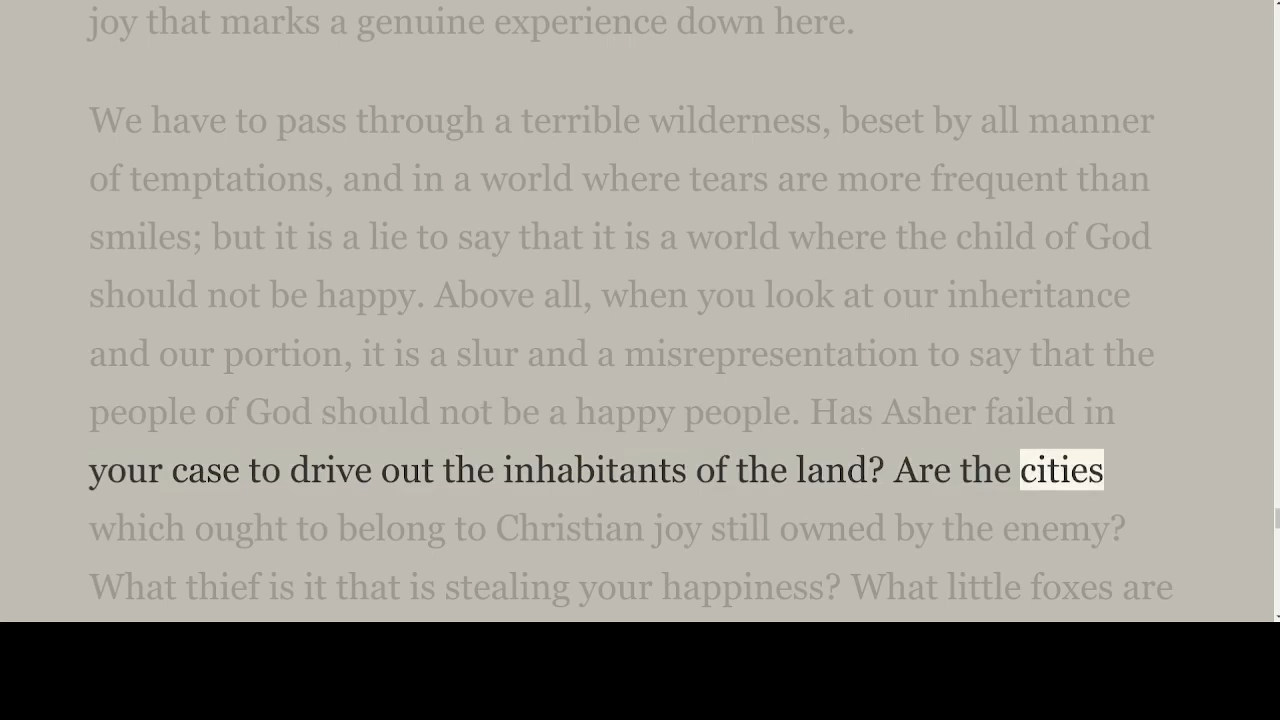 joy that marks a genuine experience down here.
We have to pass through a terrible wilderness, beset by all manner
of temptations, and in a world where tears are more frequent than
smiles; but it is a lie to say that it is a world where the child of God
should not be happy. Above all, when you look at our inheritance
and our portion, it is a slur and a misrepresentation to say that the
people of God should not be a happy people. Has Asher failed in
your case to drive out the inhabitants of the land? Are the cities
which ought to belong to Christian joy still owned by the enemy?
What thief is it that is stealing your happiness? What little foxes are